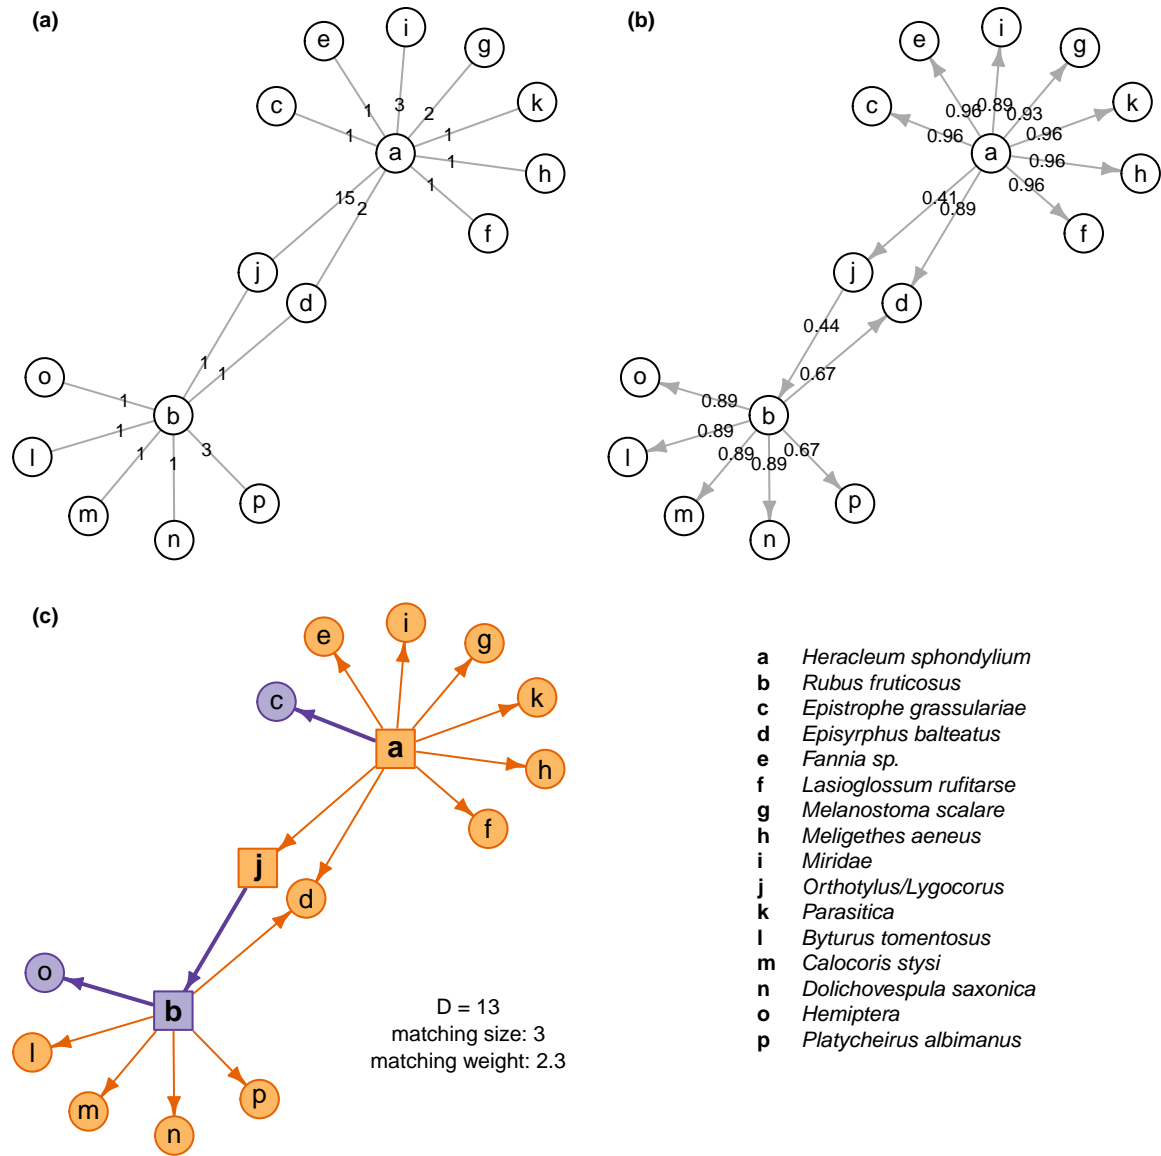 (a)
e
i
g
c
k
1
3
2
1
1
a
1
h
15
2
1
f
j
d
1
1
o
1
b
1
1
1
3
l
m
n
p
(b)
e
i
g
c
k
0.96
0.89
0.93
0.96
0.96
a
0.96
h
0.96
0.41
0.89
f
j
d
0.44
0.67
o
0.89
b
0.89
0.89
0.89
0.67
l
m
n
p
(c)
e
i
g
c
k
a
h
f
j
d
o
b
l
m
n
p
D = 13
matching size: 3
matching weight: 2.3
a Heracleum sphondylium
b Rubus fruticosus
c Epistrophe grassulariae
d Episyrphus balteatus
e Fannia sp.
f Lasioglossum rufitarse
g Melanostoma scalare
h Meligethes aeneus
i Miridae
j Orthotylus/Lygocorus
k Parasitica
l Byturus tomentosus
m Calocoris stysi
n Dolichovespula saxonica
o Hemiptera
p Platycheirus albimanus